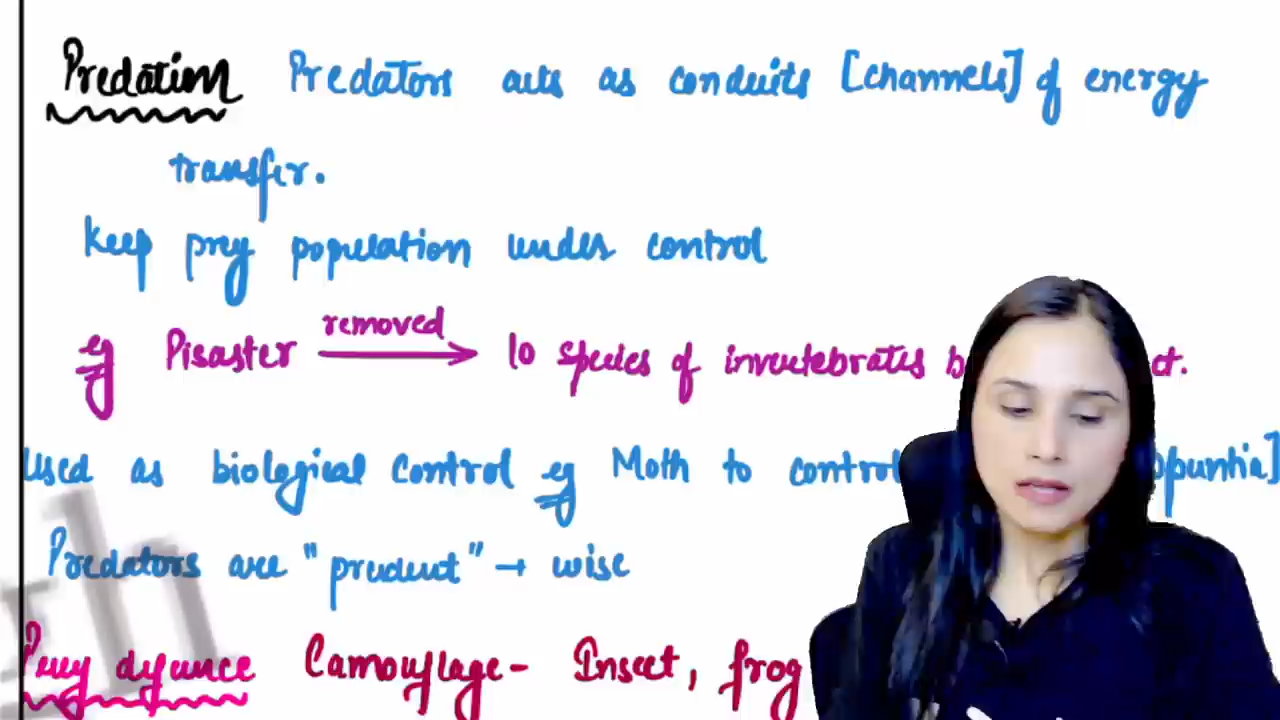 Predation Predators acts as conduits [channels] of energy
transfer.
Keep prey population under control
eg Pisaster removed → 10 species of invertebrates
Used as biological control eg Moth to control opuntia]
Predators are "prudent" → wise
Prey defence Camouflage - Insect, frog